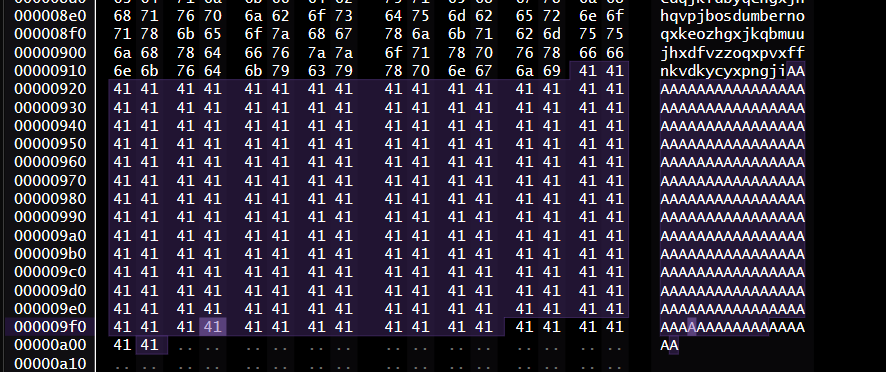 000008e0 68 71 76 70 6a 62 6f 73 64 75 6d 62 65 72 6e 6f hqvpjbosdumberno
000008f0 71 78 6b 65 6f 7a 68 67 78 6a 6b 71 62 6d 75 75 qxkeozhgxjkqbmuu
00000900 6a 68 78 64 66 76 7a 7a 6f 71 78 70 76 78 66 66 jhxdfvzzoqxpvxff
00000910 6e 6b 76 64 6b 79 63 79 78 70 6e 67 6a 69 41 41 nkvdkycyxpngjiAA
00000920 41 41 41 41 41 41 41 41 41 41 41 41 41 41 41 41 AAAAAAAAAAAAAAAA
00000930 41 41 41 41 41 41 41 41 41 41 41 41 41 41 41 41 AAAAAAAAAAAAAAAA
00000940 41 41 41 41 41 41 41 41 41 41 41 41 41 41 41 41 AAAAAAAAAAAAAAAA
00000950 41 41 41 41 41 41 41 41 41 41 41 41 41 41 41 41 AAAAAAAAAAAAAAAA
00000960 41 41 41 41 41 41 41 41 41 41 41 41 41 41 41 41 AAAAAAAAAAAAAAAA
00000970 41 41 41 41 41 41 41 41 41 41 41 41 41 41 41 41 AAAAAAAAAAAAAAAA
00000980 41 41 41 41 41 41 41 41 41 41 41 41 41 41 41 41 AAAAAAAAAAAAAAAA
00000990 41 41 41 41 41 41 41 41 41 41 41 41 41 41 41 41 AAAAAAAAAAAAAAAA
000009a0 41 41 41 41 41 41 41 41 41 41 41 41 41 41 41 41 AAAAAAAAAAAAAAAA
000009b0 41 41 41 41 41 41 41 41 41 41 41 41 41 41 41 41 AAAAAAAAAAAAAAAA
000009c0 41 41 41 41 41 41 41 41 41 41 41 41 41 41 41 41 AAAAAAAAAAAAAAAA
000009d0 41 41 41 41 41 41 41 41 41 41 41 41 41 41 41 41 AAAAAAAAAAAAAAAA
000009e0 41 41 41 41 41 41 41 41 41 41 41 41 41 41 41 41 AAAAAAAAAAAAAAAA
000009f0 41 41 41 41 41 41 41 41 41 41 41 41 41 41 41 41 AAAAAAAAAAAAAAAA
00000a00 41 41 .. .. .. .. .. .. .. .. .. .. .. .. .. .. AA
00000a10 .. .. .. .. .. .. .. .. .. .. .. .. .. .. .. ..